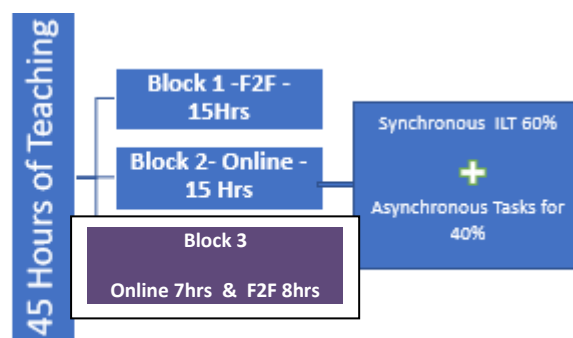 45 Hours of Teaching
Block 1 -F2F -
15Hrs
Block 2- Online -
15 Hrs
Block 3
Online 7hrs & F2F 8hrs
Synchronous ILT 60%
+
Asynchronous Tasks for
40%